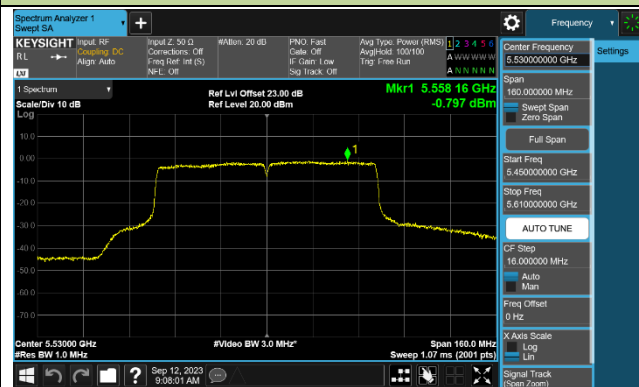 Spectrum Analyzer 1
Swept SA
Frequency
KEYSIGHT
RL
LXI
Input: RF
Coupling: DC
Align: Auto
Input Z: 50 Ω
Corrections: Off
Freq Ref: Int (S)
NFE: Off
#Atten: 20 dB
PNO: Fast
Gate: Off
IF Gain: Low
Sig Track: Off
Avg Type: Power (RMS)
Avg|Hold: 100/100
Trig: Free Run
1 2 3 4 5 6
A W W W W W
A N N N N N
1 Spectrum
Scale/Div 10 dB
Log
Ref Lvl Offset 23.00 dB
Ref Level 20.00 dBm
Mkr1 5.558 16 GHz
-0.797 dBm
1
10.0
0.00
-10.0
-20.0
-30.0
-40.0
-50.0
-60.0
-70.0
Center 5.53000 GHz
#Res BW 1.0 MHz
#Video BW 3.0 MHz*
Span 160.0 MHz
Sweep 1.07 ms (2001 pts)
Sep 12, 2023
9:08:01 AM
Settings
Center Frequency
5.530000000 GHz
Span
160.000000 MHz
Swept Span
Zero Span
Full Span
Start Freq
5.450000000 GHz
Stop Freq
5.610000000 GHz
AUTO TUNE
CF Step
16.000000 MHz
Auto
Man
Freq Offset
0 Hz
X Axis Scale
Log
Lin
Signal Track
(Span Zoom)